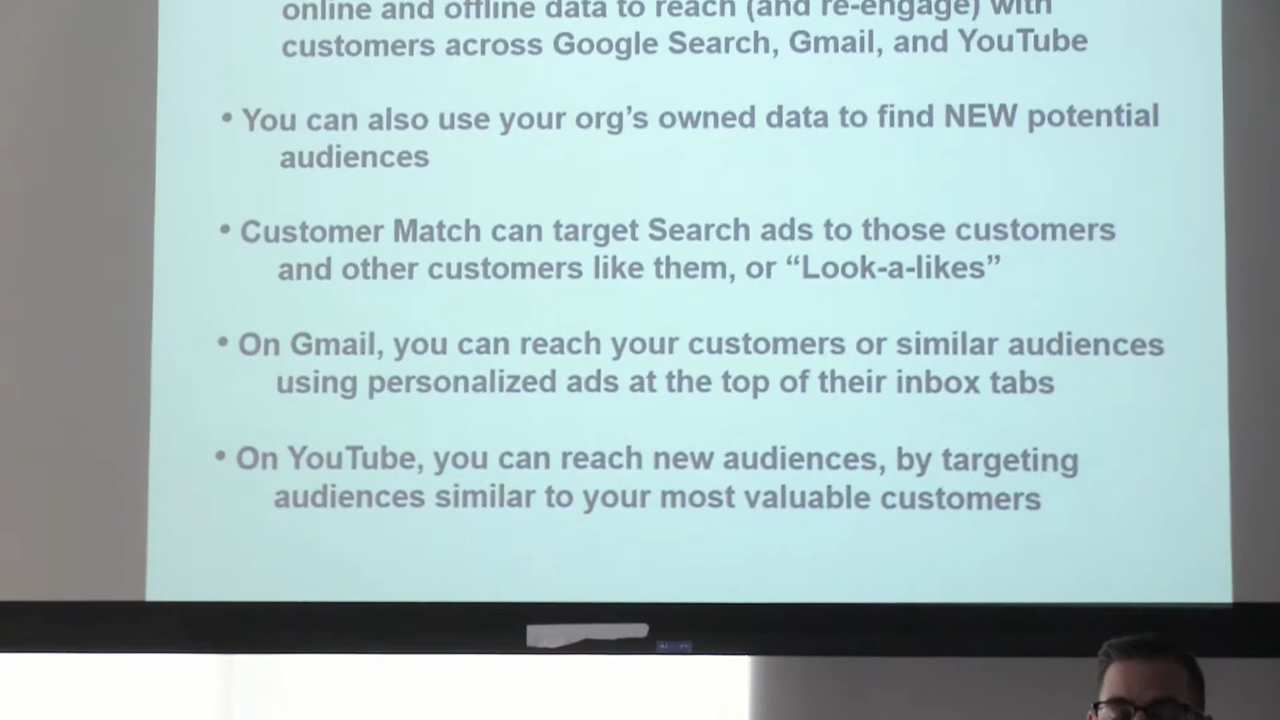 online and offline data to reach (and re-engage) with
customers across Google Search, Gmail, and YouTube
• You can also use your org’s owned data to find NEW potential
audiences
• Customer Match can target Search ads to those customers
and other customers like them, or “Look-a-likes”
• On Gmail, you can reach your customers or similar audiences
using personalized ads at the top of their inbox tabs
• On YouTube, you can reach new audiences, by targeting
audiences similar to your most valuable customers